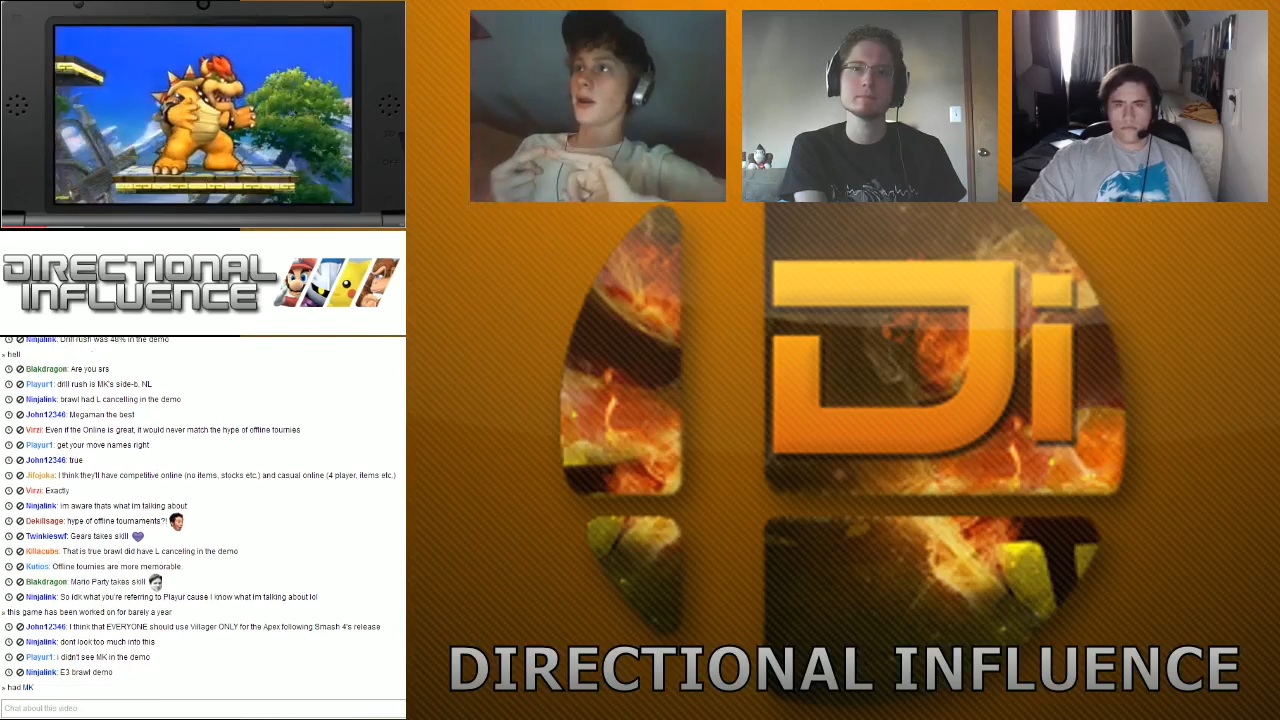 DIRECTIONAL
INFLUENCE
Ninjalink: Drill rush was 48% in the demo
» hell
Blakdragon: Are you srs
Playur1: drill rush is MK's side-b, NL
Ninjalink: brawl had L cancelling in the demo
John12346: Megaman the best
Virzi: Even if the Online is great, it would never match the hype of offline tournies
Playur1: get your move names right
John12346: true
Jifojoka: I think they'll have competitive online (no items, stocks etc.) and casual online (4 player, items etc.)
Virzi: Exactly
Ninjalink: im aware thats what im talking about
Dekillsage: hype of offline tournaments?!
Twinkieswf: Gears takes skill
Killacubs: That is true brawl did have L canceling in the demo
Kutios: Offline tournies are more memorable.
Blakdragon: Mario Party takes skill
Ninjalink: So idk what you're referring to Playur cause I know what im talking about lol
» this game has been worked on for barely a year
John12346: I think that EVERYONE should use Villager ONLY for the Apex following Smash 4's release
Ninjalink: dont look too much into this
Playur1: i didn't see MK in the demo
Ninjalink: E3 brawl demo
» had MK
Chat about this video...
Di
DIRECTIONAL INFLUENCE